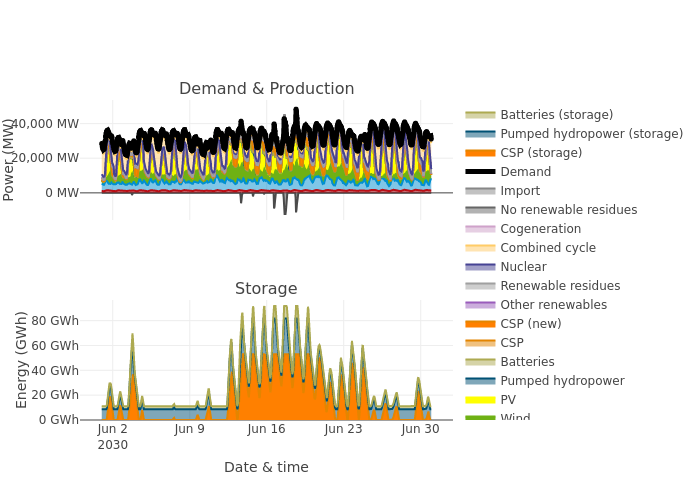 Demand & Production
Power (MW)
40,000 MW
20,000 MW
0 MW
Storage
Energy (GWh)
80 GWh
60 GWh
40 GWh
20 GWh
0 GWh
Jun 2
2030
Jun 9
Jun 16
Jun 23
Jun 30
Date & time
Batteries (storage)
Pumped hydropower (storage)
CSP (storage)
Demand
Import
No renewable residues
Cogeneration
Combined cycle
Nuclear
Renewable residues
Other renewables
CSP (new)
CSP
Batteries
Pumped hydropower
PV
Wind